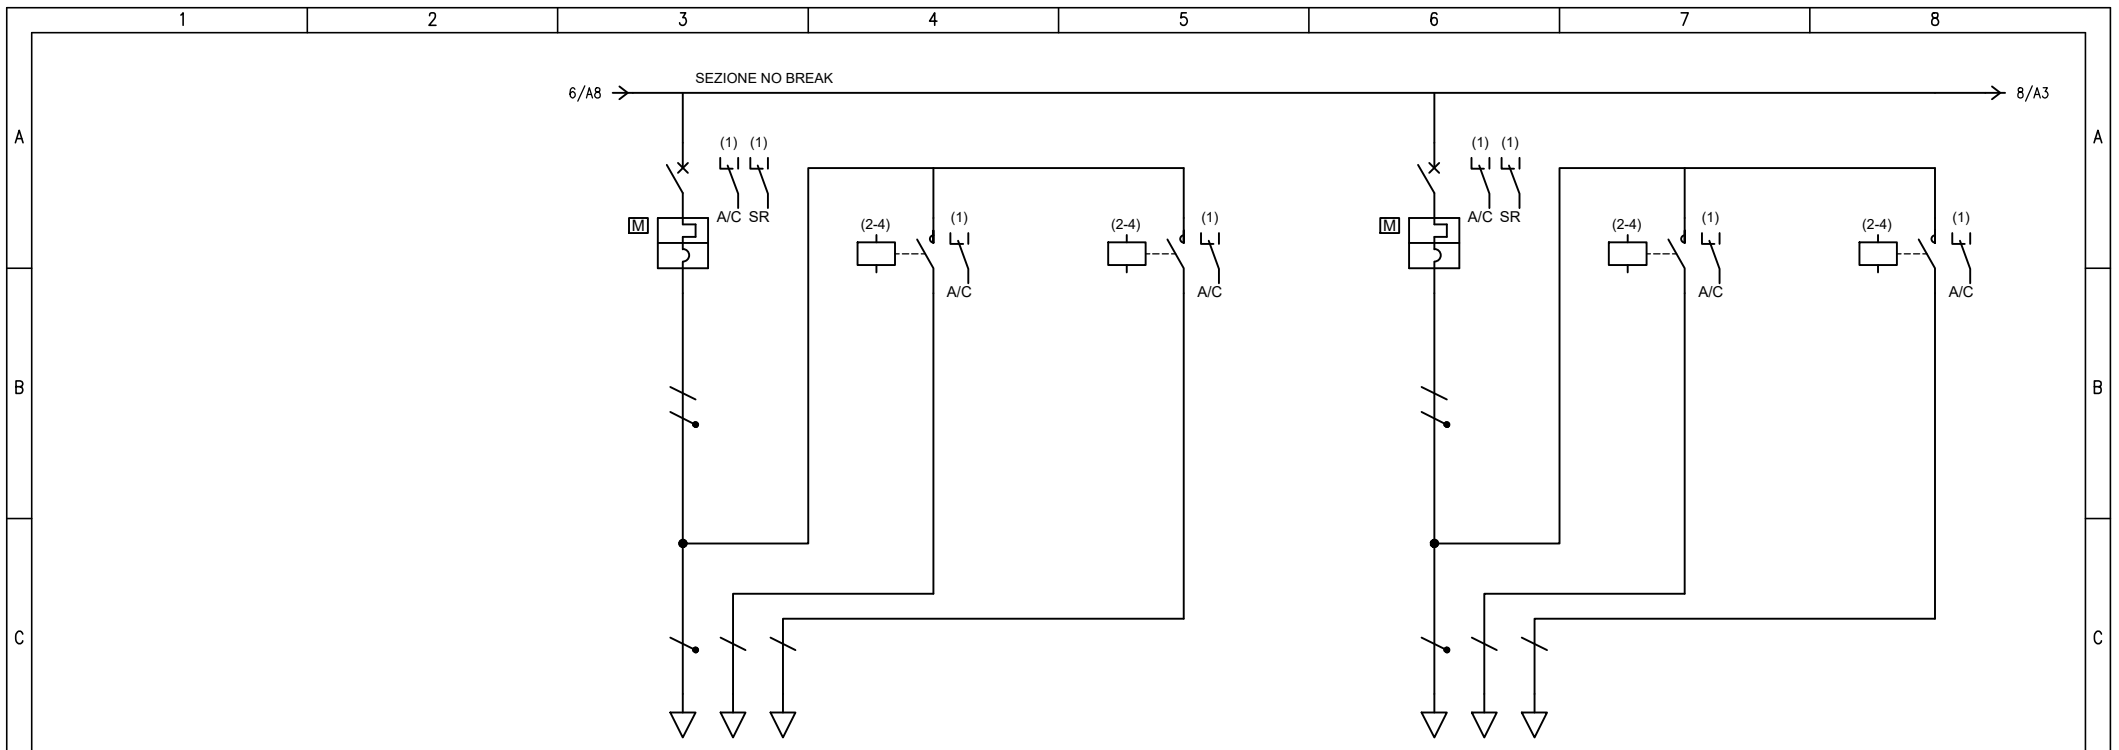 1 2 3 4 5 6 7 8
SEZIONE NO BREAK
6/A8 8/A3
A A
(1) (1) (1) (1)
A/C SR A/C SR
M (2-4) (1) (2-4) (1) M (2-4) (1) (2-4) (1)
A/C A/C A/C A/C
B B
C C